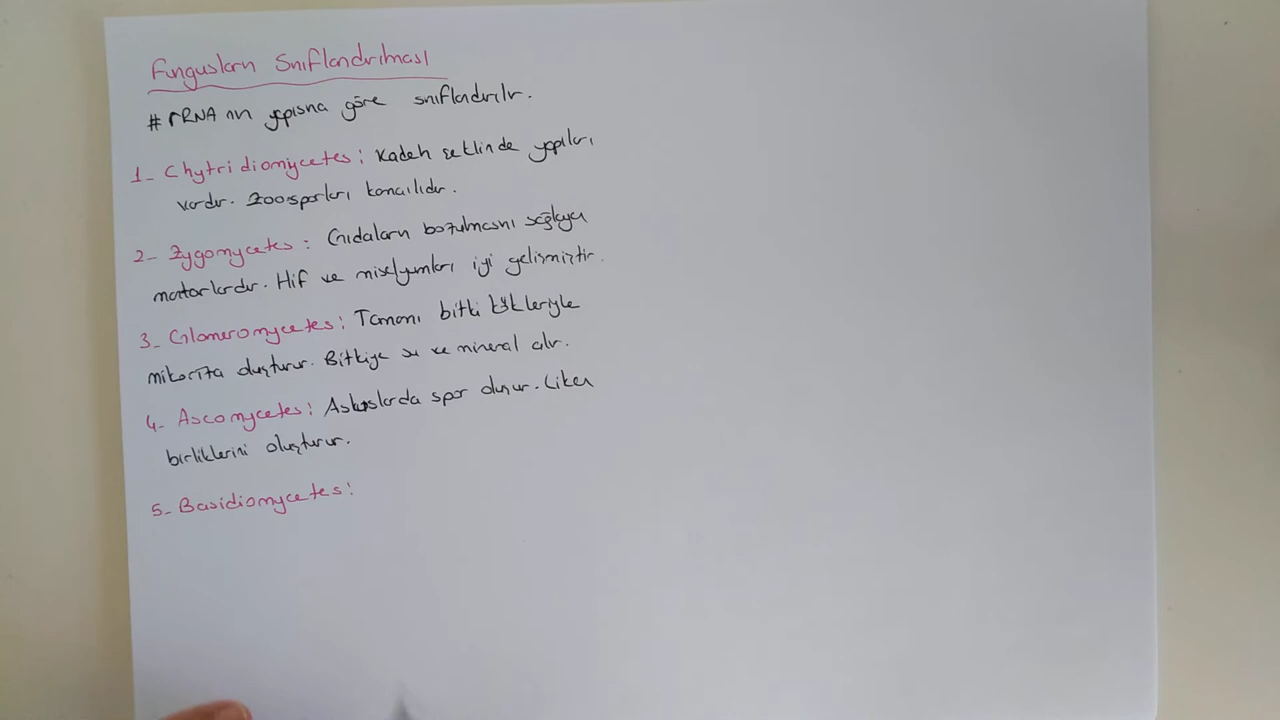 Fungusların Sınıflandırılması
# rRNA nın yapısına göre sınıflandırılır.
1- Chytridiomycetes: Kadeh şeklinde yapıları
vardır. Zoosporları kamçılıdır.
2- Zygomycetes: Gıdaların bozulmasını sağlayan
mantarlardır. Hif ve miselyumları iyi gelişmiştir.
3- Glomeromycetes: Tamamı bitki kökleriyle
mikoriza oluşturur. Bitkiye su ve mineral alır.
4- Ascomycetes: Askuslarda spor oluşur. Liken
birliklerini oluşturur.
5- Basidiomycetes: